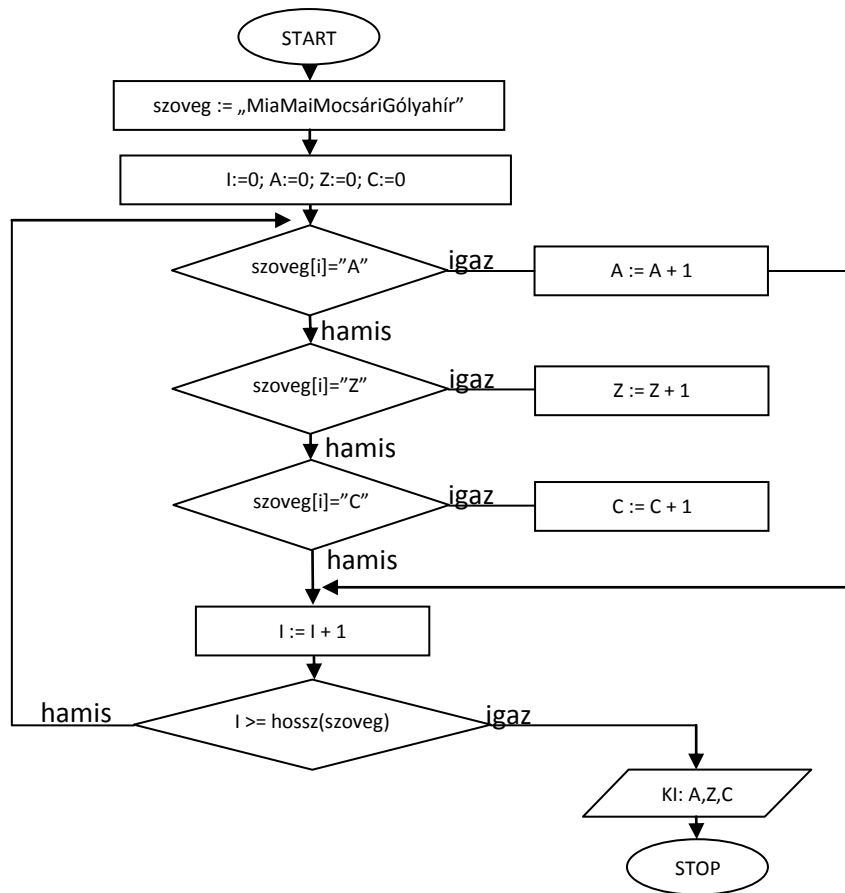 START
szoveg := „MiaMaiMocsáriGólyahír”
I:=0; A:=0; Z:=0; C:=0
szoveg[i]=”A”
igaz
A := A + 1
hamis
szoveg[i]=”Z”
igaz
Z := Z + 1
hamis
szoveg[i]=”C”
igaz
C := C + 1
hamis
I := I + 1
hamis
I >= hossz(szoveg)
igaz
KI: A,Z,C
STOP